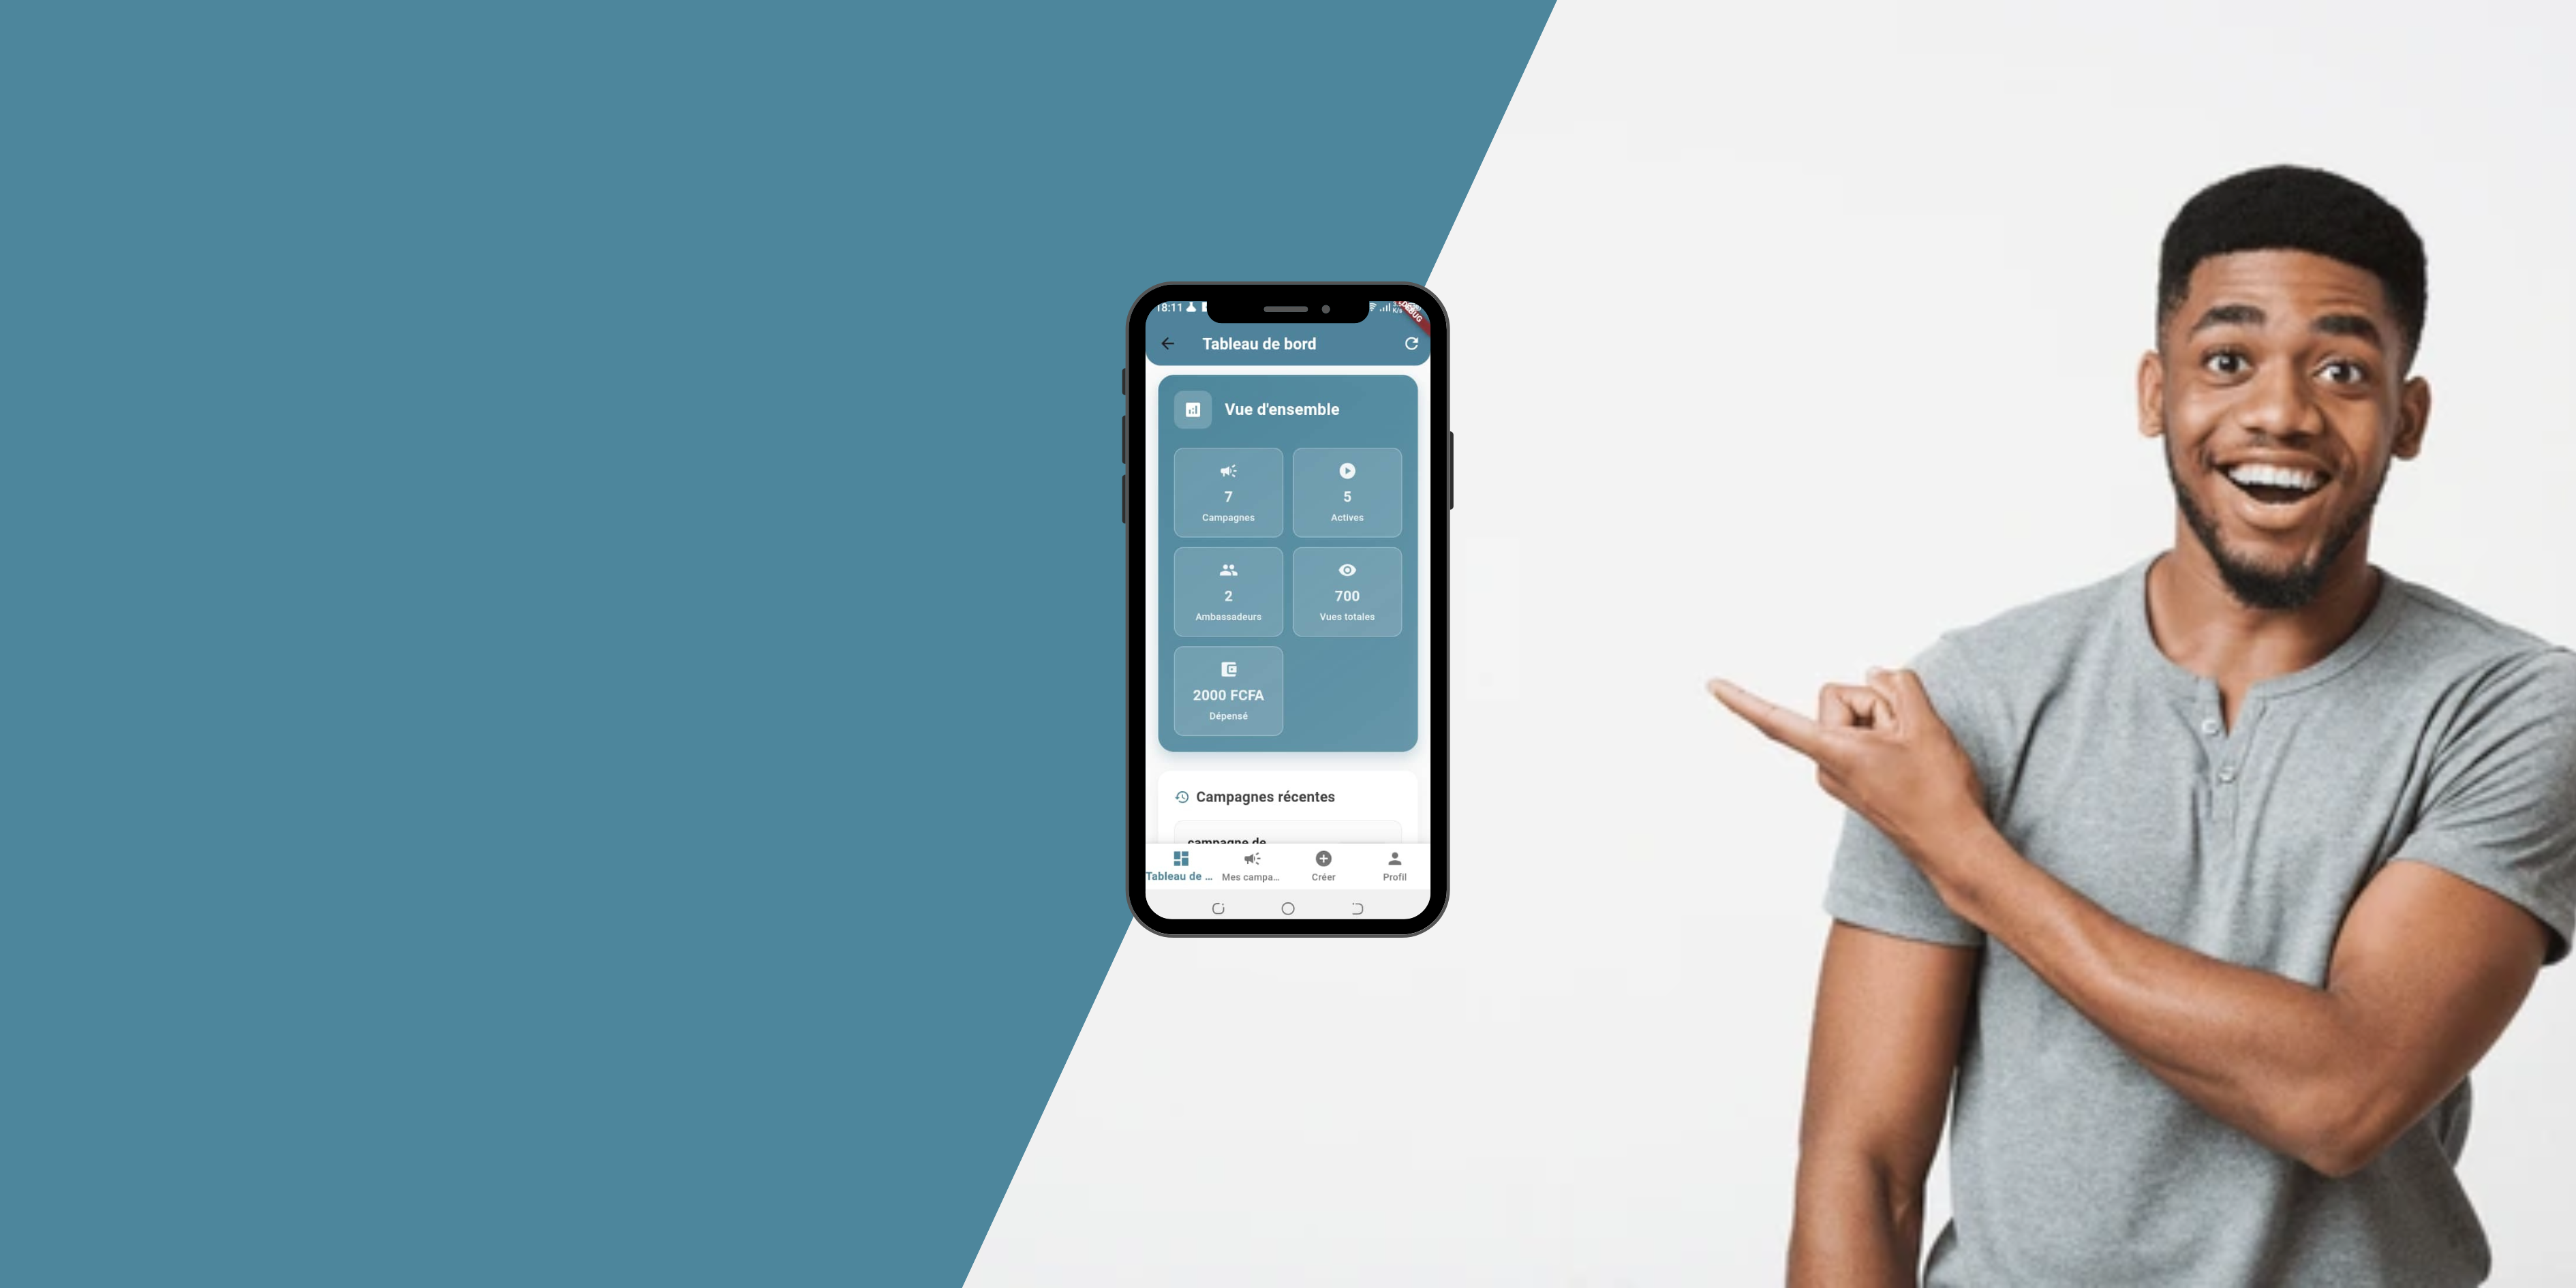 18:11
Tableau de bord
Vue d'ensemble
7
Campagnes
5
Actives
2
Ambassadeurs
700
Vues totales
2000 FCFA
Dépensé
Campagnes récentes
campagne de
Tableau de ...
Mes campa...
Créer
Profil